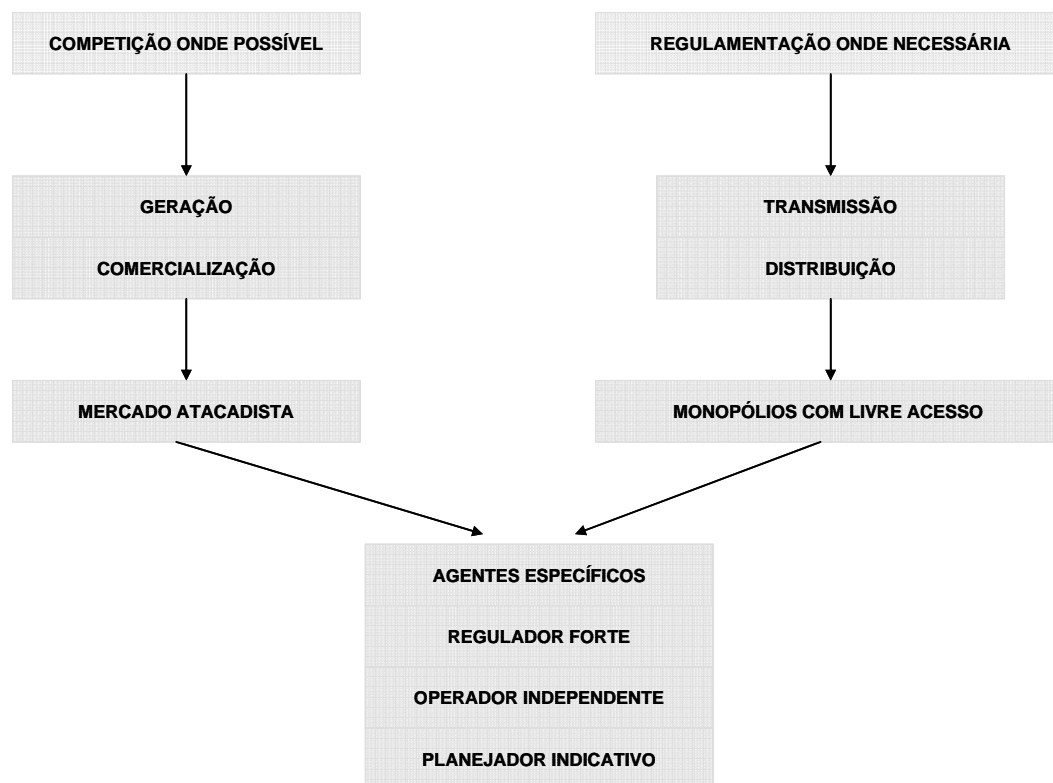 COMPETIÇÃO ONDE POSSÍVEL
REGULAMENTAÇÃO ONDE NECESSÁRIA
GERAÇÃO
COMERCIALIZAÇÃO
TRANSMISSÃO
DISTRIBUIÇÃO
MERCADO ATACADISTA
MONOPÓLIOS COM LIVRE ACESSO
AGENTES ESPECÍFICOS
REGULADOR FORTE
OPERADOR INDEPENDENTE
PLANEJADOR INDICATIVO